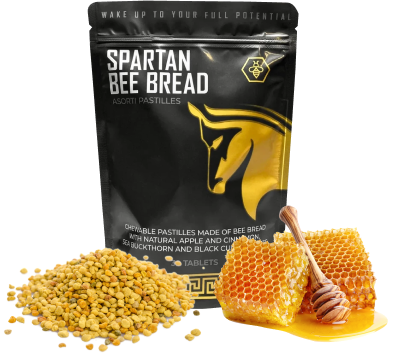 WAKE UP TO YOUR FULL POTENTIAL
SPARTAN
BEE BREAD
ASORTI PASTILLES
CHEWABLE PASTILLES MADE OF BEE BREAD
WITH NATURAL APPLE AND CINNAMON,
SEA BUCKTHORN AND BLACK
TABLETS